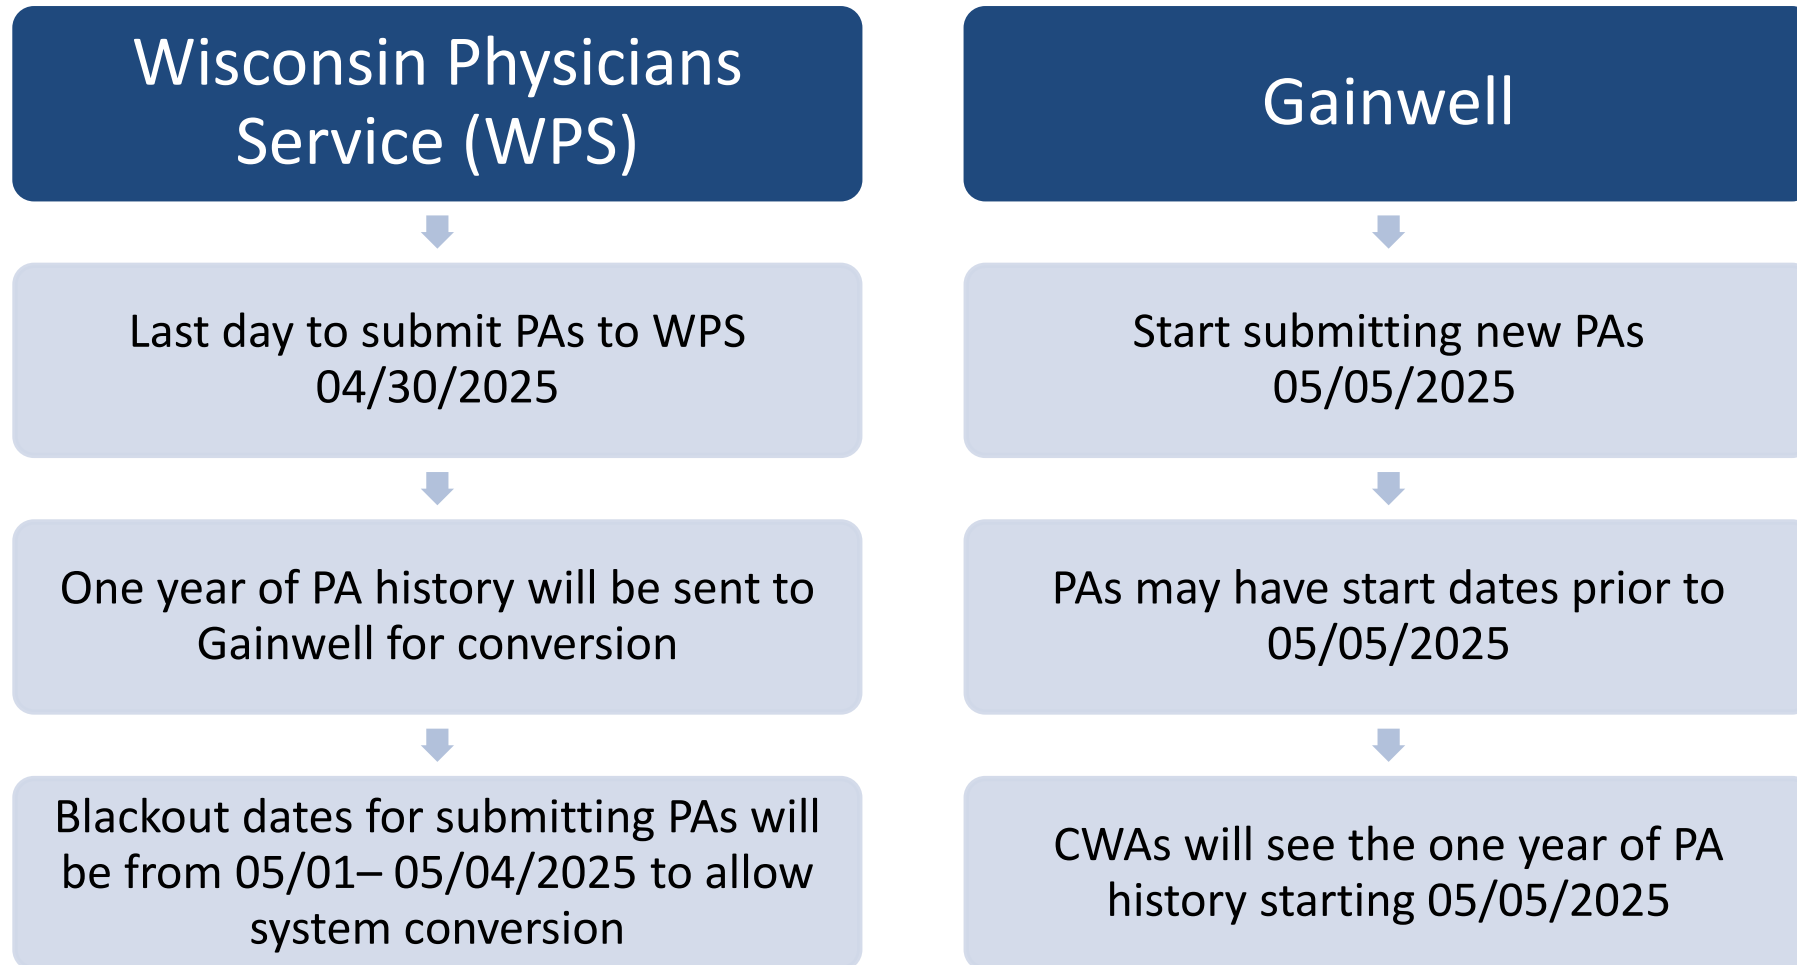 Wisconsin Physicians
Service (WPS)
Last day to submit PAs to WPS
04/30/2025
One year of PA history will be sent to
Gainwell for conversion
Blackout dates for submitting PAs will
be from 05/01– 05/04/2025 to allow
system conversion
Gainwell
Start submitting new PAs
05/05/2025
PAs may have start dates prior to
05/05/2025
CWAs will see the one year of PA
history starting 05/05/2025